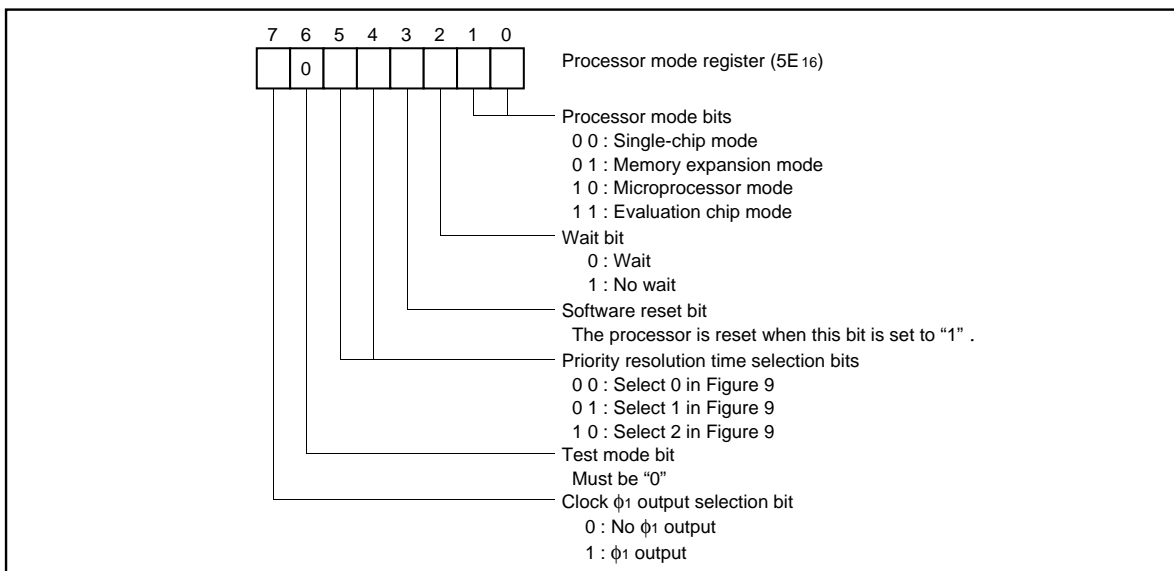 7 6 5 4 3 2 1 0
0
Processor mode register (5E 16)
Processor mode bits
0 0 : Single-chip mode
0 1 : Memory expansion mode
1 0 : Microprocessor mode
1 1 : Evaluation chip mode
Wait bit
0 : Wait
1 : No wait
Software reset bit
The processor is reset when this bit is set to “1” .
Priority resolution time selection bits
0 0 : Select 0 in Figure 9
0 1 : Select 1 in Figure 9
1 0 : Select 2 in Figure 9
Test mode bit
Must be “0”
Clock ϕ1 output selection bit
0 : No ϕ1 output
1 : ϕ1 output